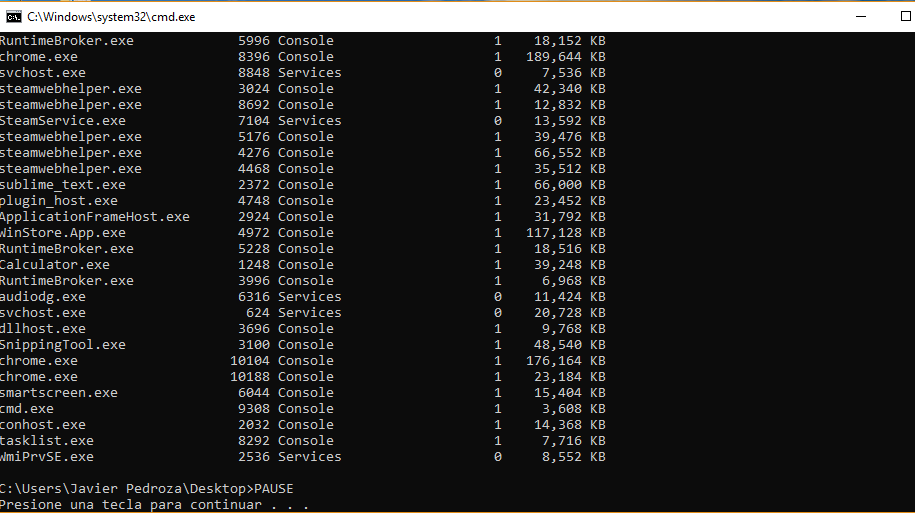 C:\Windows\system32\cmd.exe
RuntimeBroker.exe 5996 Console 1 18,152 KB
chrome.exe 8396 Console 1 189,644 KB
svchost.exe 8848 Services 0 7,536 KB
steamwebhelper.exe 3024 Console 1 42,340 KB
steamwebhelper.exe 8692 Console 1 12,832 KB
SteamService.exe 7104 Services 0 13,592 KB
steamwebhelper.exe 5176 Console 1 39,476 KB
steamwebhelper.exe 4276 Console 1 66,552 KB
steamwebhelper.exe 4468 Console 1 35,512 KB
sublime_text.exe 2372 Console 1 66,000 KB
plugin_host.exe 4748 Console 1 23,452 KB
ApplicationFrameHost.exe 2924 Console 1 31,792 KB
WinStore.App.exe 4972 Console 1 117,128 KB
RuntimeBroker.exe 5228 Console 1 18,516 KB
Calculator.exe 1248 Console 1 39,248 KB
RuntimeBroker.exe 3996 Console 1 6,968 KB
audiodg.exe 6316 Services 0 11,424 KB
svchost.exe 624 Services 0 20,728 KB
dllhost.exe 3696 Console 1 9,768 KB
SnippingTool.exe 3100 Console 1 48,540 KB
chrome.exe 10104 Console 1 176,164 KB
chrome.exe 10188 Console 1 23,184 KB
smartscreen.exe 6044 Console 1 15,404 KB
cmd.exe 9308 Console 1 3,608 KB
conhost.exe 2032 Console 1 14,368 KB
tasklist.exe 8292 Console 1 7,716 KB
WmiPrvSE.exe 2536 Services 0 8,552 KB
C:\Users\Javier Pedroza\Desktop>PAUSE
Presione una tecla para continuar . . .